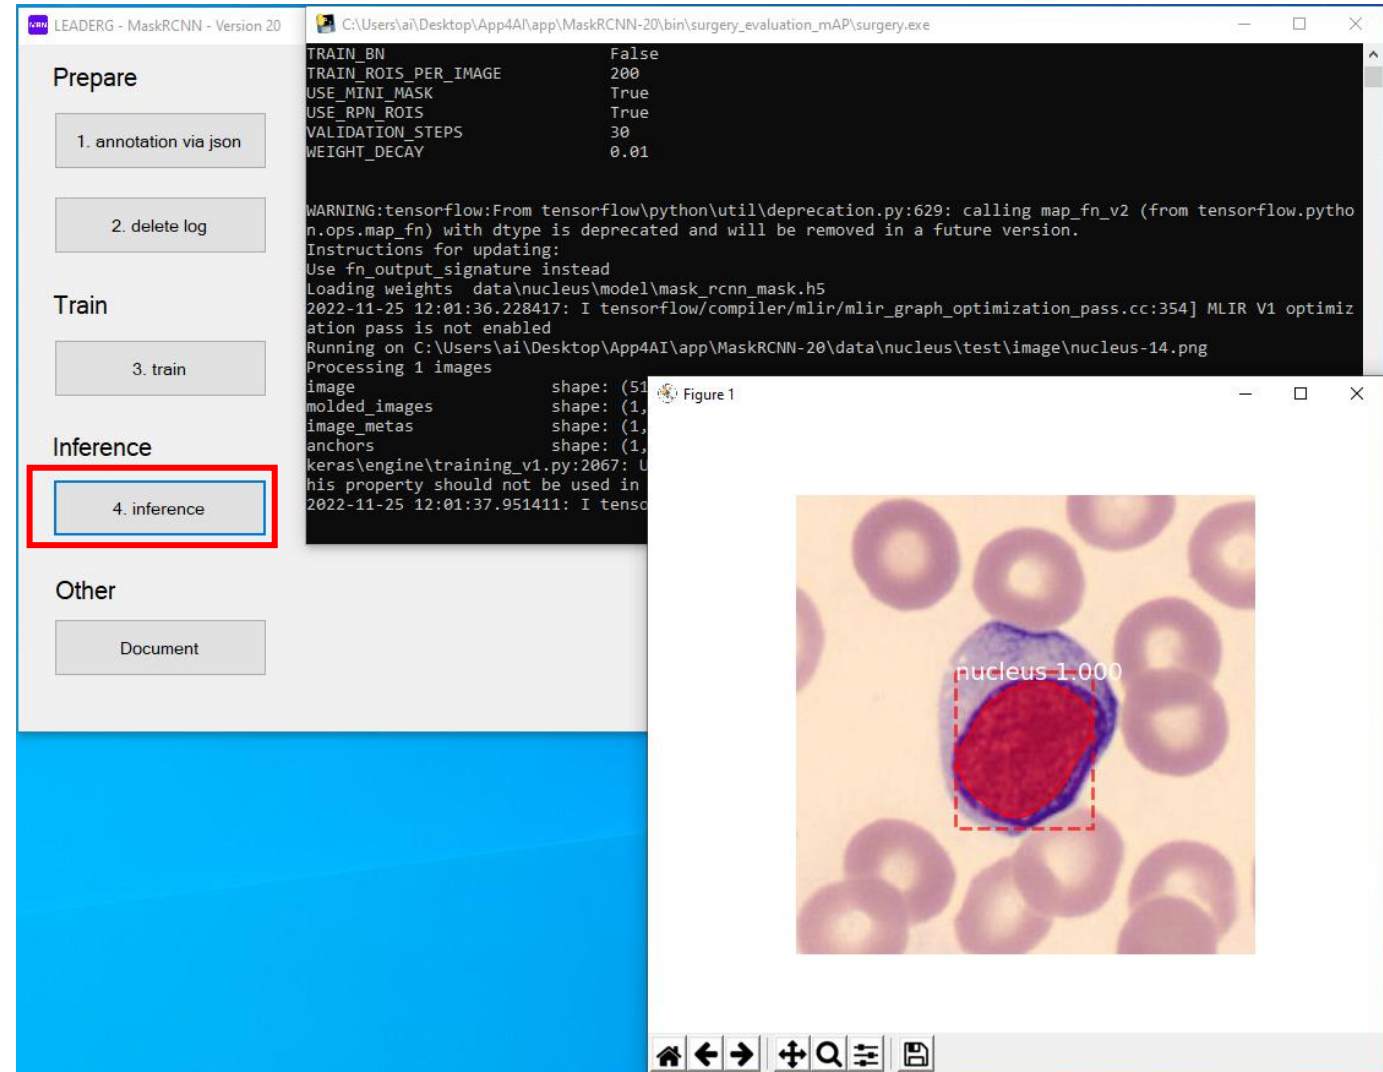 LEADERG - MaskRCNN - Version 20
Prepare
1. annotation via json
2. delete log
Train
3. train
Inference
4. inference
Other
Document
C:\Users\ai\Desktop\App4AI\app\MaskRCNN-20\bin\surgery_evaluation_mAP\surgery.exe
TRAIN_BN False
TRAIN_ROIS_PER_IMAGE 200
USE_MINI_MASK True
USE_RPN_ROIS True
VALIDATION_STEPS 30
WEIGHT_DECAY 0.01
WARNING:tensorflow:From tensorflow\python\util\deprecation.py:629: calling map_fn_v2 (from tensorflow.pytho
n.ops.map_fn) with dtype is deprecated and will be removed in a future version.
Instructions for updating:
Use fn_output_signature instead
Loading weights data\nucleus\model\mask_rcnn_mask.h5
2022-11-25 12:01:36.228417: I tensorflow/compiler/mlir/mlir_graph_optimization_pass.cc:354] MLIR V1 optimiz
ation pass is not enabled
Running on C:\Users\ai\Desktop\App4AI\app\MaskRCNN-20\data\nucleus\test\image\nucleus-14.png
Processing 1 images
image shape: (51
molded_images shape: (1,
image_metas shape: (1,
anchors shape: (1,
keras\engine\training_v1.py:2067: U
his property should not be used in
2022-11-25 12:01:37.951411: I tenso
Figure 1
nucleus 1.000